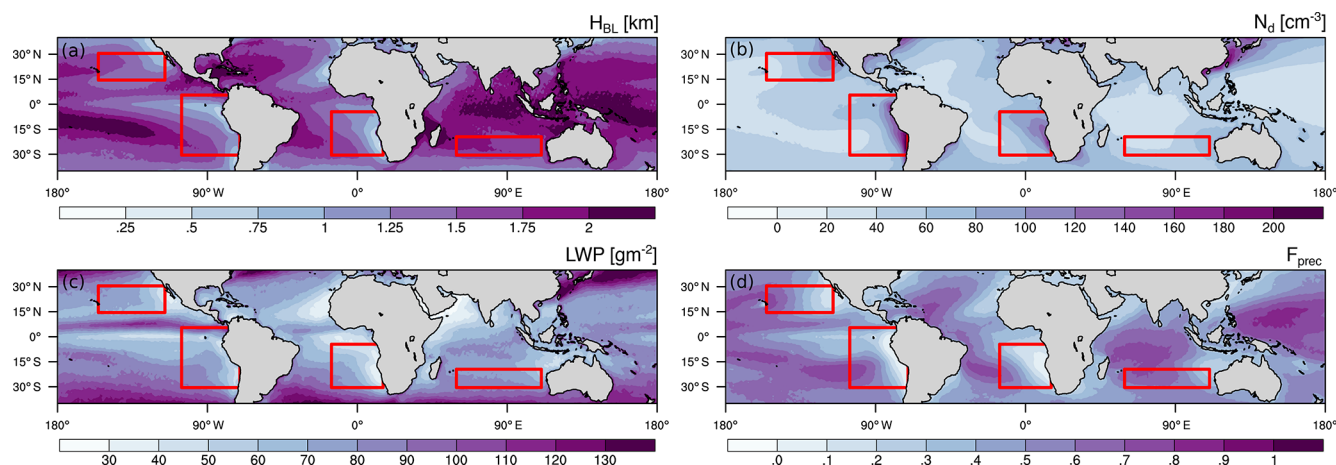 H_BL [km]
(a)
30° N
15° N
0°
15° S
30° S
180° 90° W 0° 90° E 180°
.25 .5 .75 1 1.25 1.5 1.75 2
N_d [cm⁻³]
(b)
30° N
15° N
0°
15° S
30° S
180° 90° W 0° 90° E 180°
0 20 40 60 80 100 120 140 160 180 200
LWP [gm⁻²]
(c)
30° N
15° N
0°
15° S
30° S
180° 90° W 0° 90° E 180°
30 40 50 60 70 80 90 100 110 120 130
F_prec
(d)
30° N
15° N
0°
15° S
30° S
180° 90° W 0° 90° E 180°
.0 .1 .2 .3 .4 .5 .6 .7 .8 .9 1